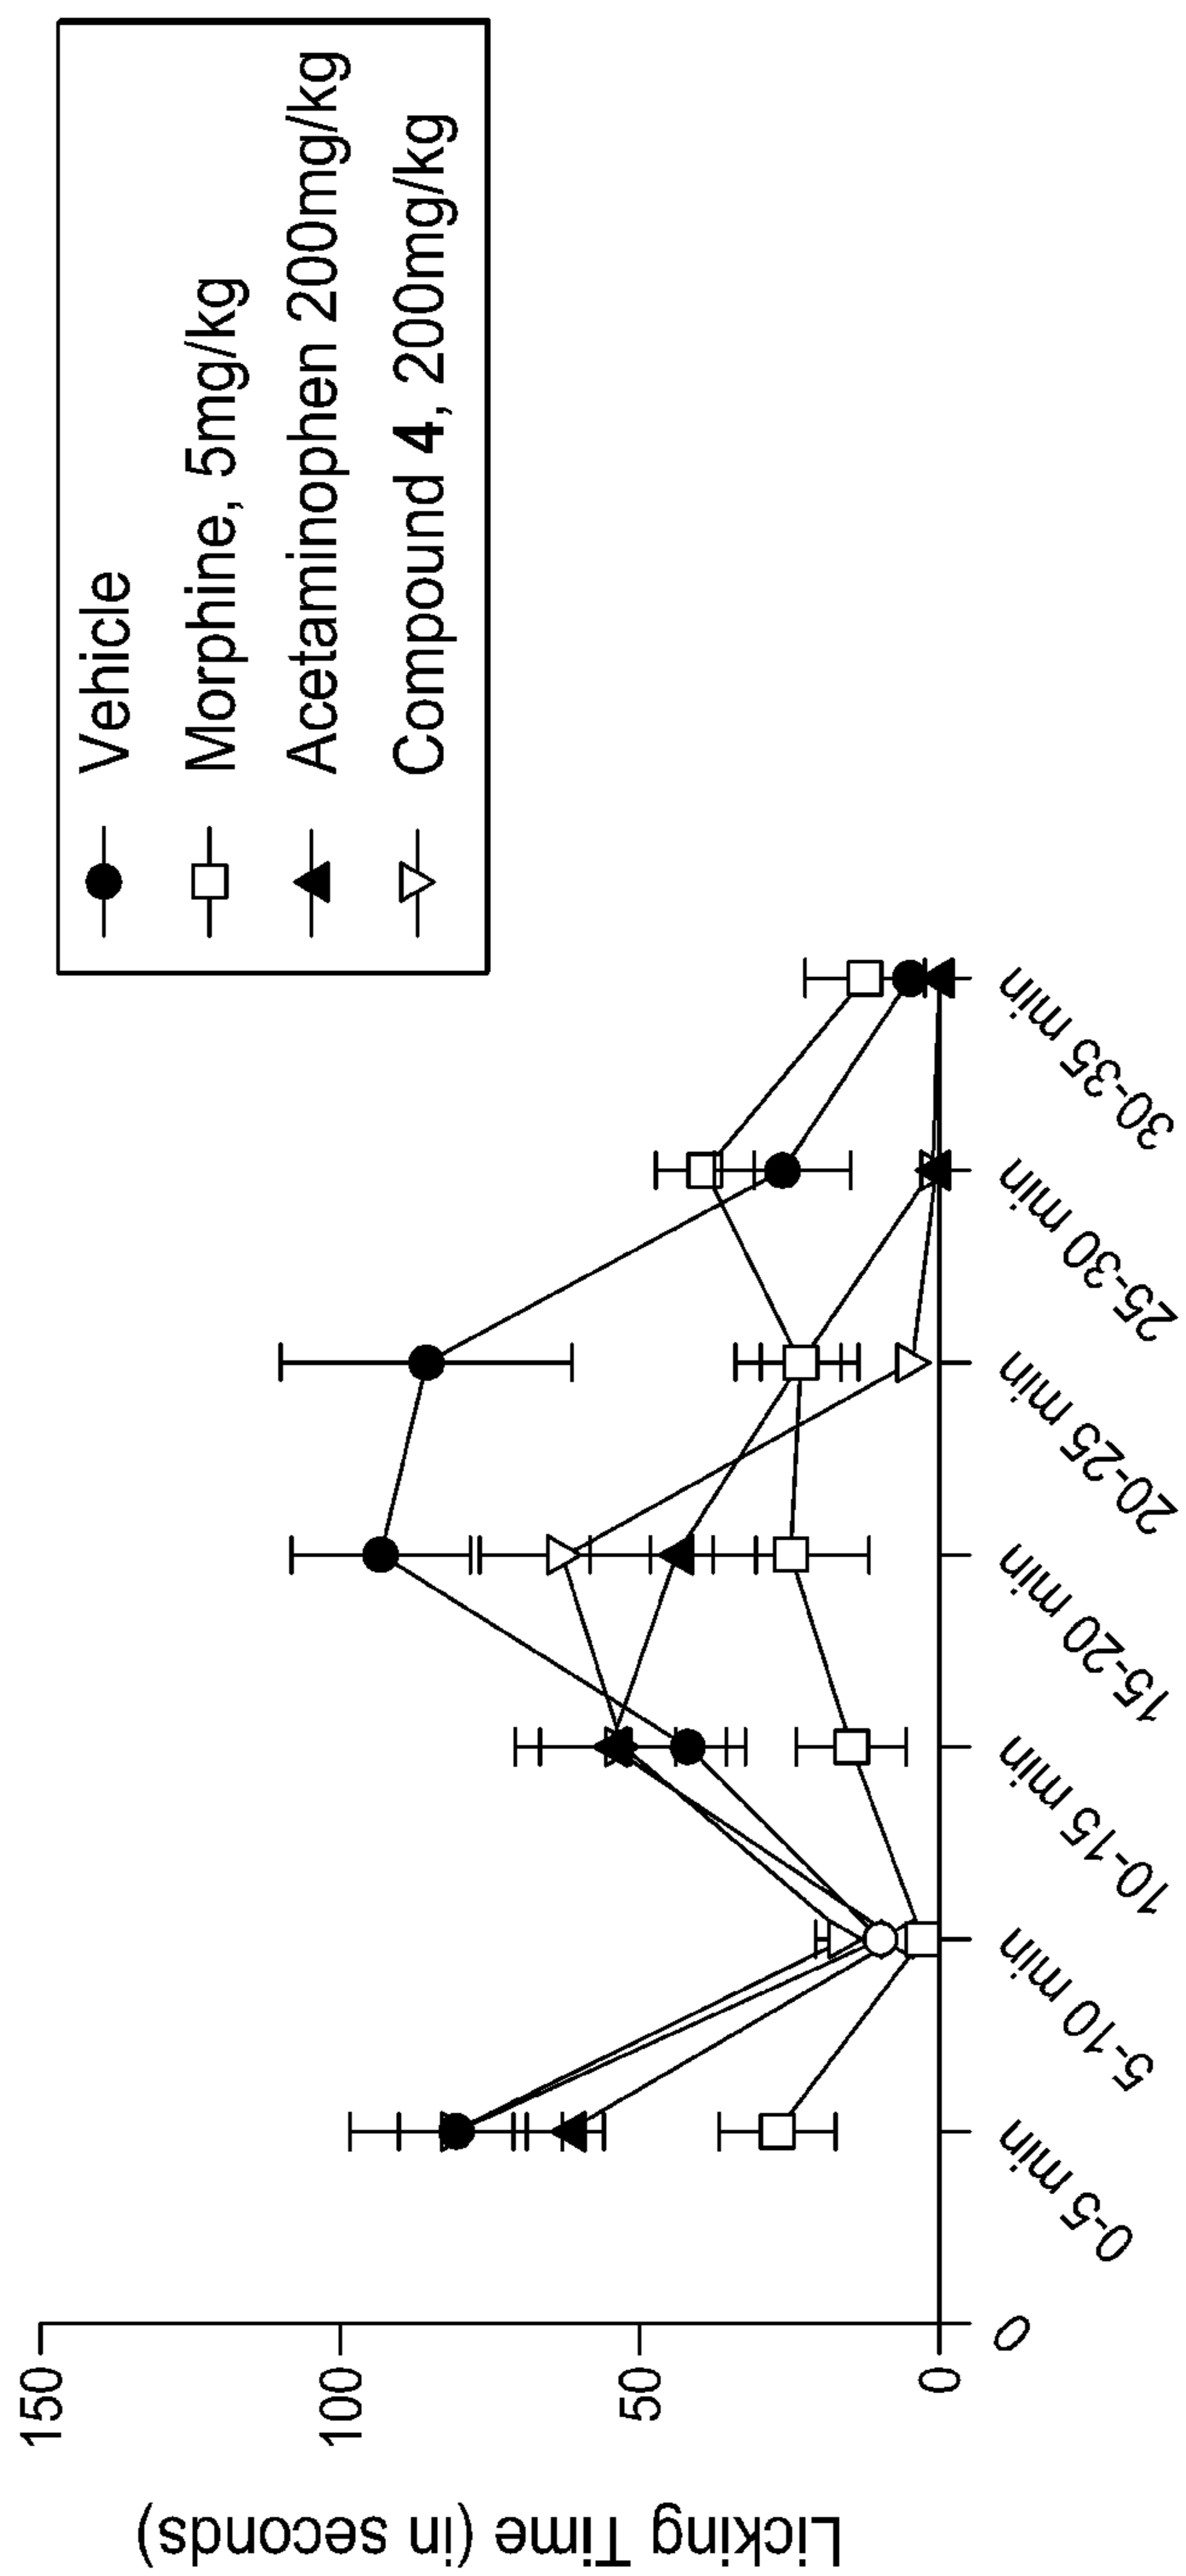 Vehicle
Morphine, 5mg/kg
Acetaminophen 200mg/kg
Compound 4, 200mg/kg
Licking Time (in seconds)
150
100
50
0
0
0-5 min
5-10 min
10-15 min
15-20 min
20-25 min
25-30 min
30-35 min